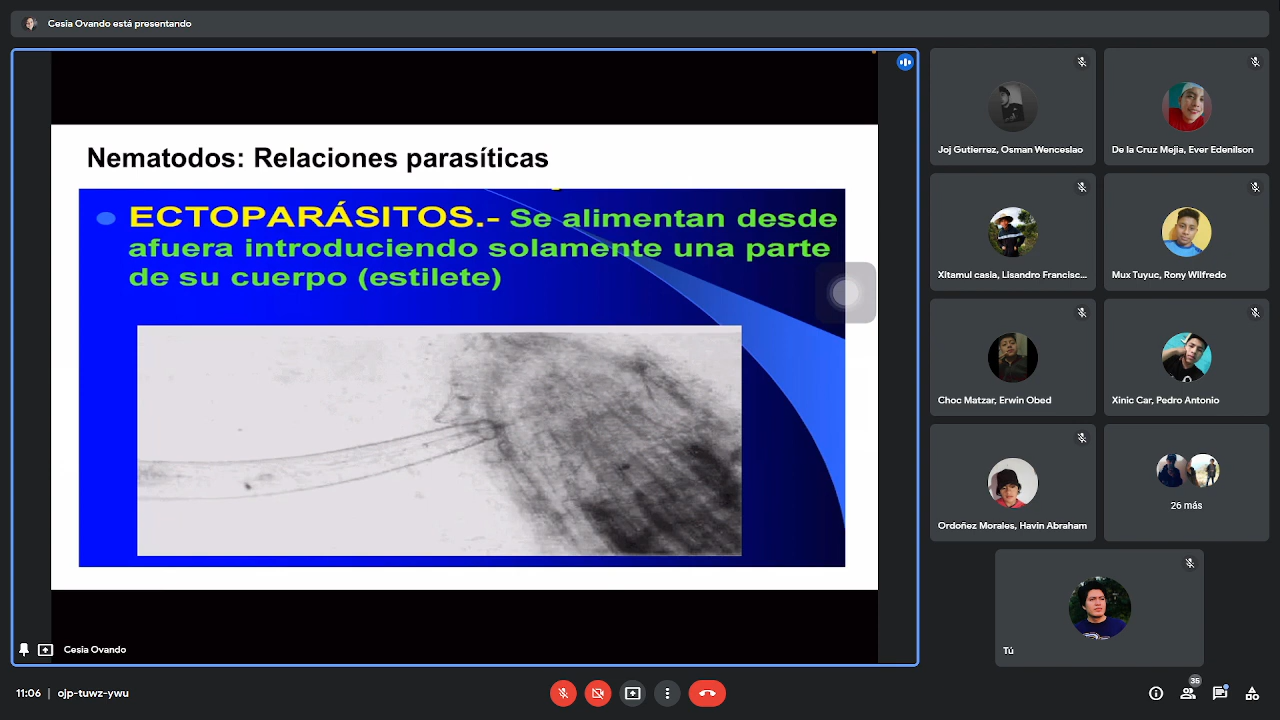 Cesia Ovando está presentando
Nematodos: Relaciones parasíticas
ECTOPARÁSITOS.- Se alimentan desde
afuera introduciendo solamente una parte
de su cuerpo (estilete)
Cesia Ovando
Joj Gutierrez, Osman Wenceslao
De la Cruz Mejia, Ever Edenilson
Xitamul casia, Lisandro Francisc...
Mux Tuyuc, Rony Wilfredo
Choc Matzar, Erwin Obed
Xinic Car, Pedro Antonio
Ordoñez Morales, Havin Abraham
26 más
Tú
11:06 | ojp-tuwz-ywu
35